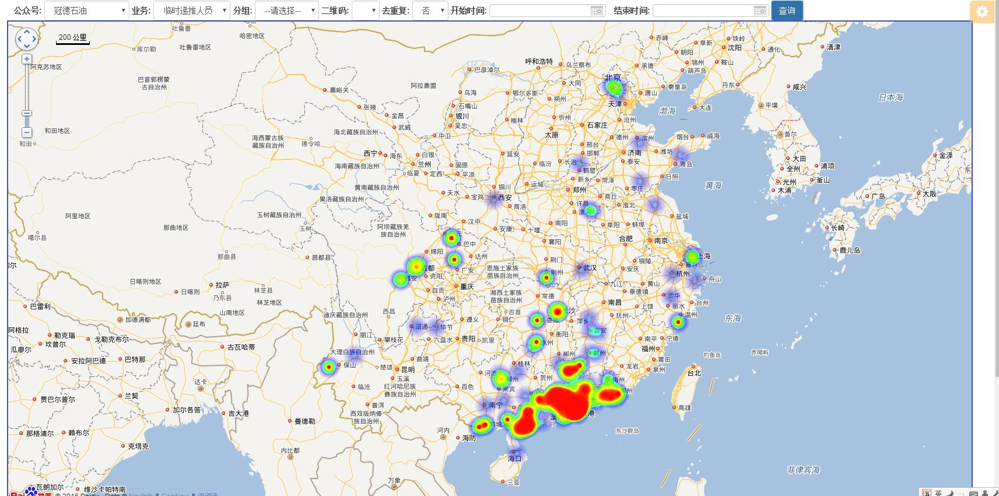 公众号: 冠德石油 业务: 临时递推人员 分组: --请选择-- 二维码: 去重复: 否 开始时间: 结束时间: 查询
200 公里
吐鲁番
哈密地区
库尔勒
吐鲁番地区
阿克苏地区
巴音郭楞蒙
古自治州
和田地区
和田
嘉峪关
张掖
金昌
武威
阿拉善盟
巴彦淖尔
乌海
石嘴山
银川
吴忠
中卫
呼和浩特
乌兰察布
鄂尔多斯
大同
朔州
忻州
榆林
太原
石家庄
北京
天津
唐山
承德
赤峰
朝阳
阜新
铁岭
沈阳
通化
清津
锦州
鞍山
葫芦岛
秦皇岛
丹东
咸兴
大连
平壤
渤海
日本海
沧州
德州
滨州
烟台
威海
首尔
海西蒙古族
藏族自治州
德令哈
海北藏族自治州
西宁
海东
白银
兰州
海南藏族自治州
临夏
定西
固原
平凉
延安
临汾
长治
邢台
邯郸
济南
泰安
潍坊
青岛
大田
全州
浦项
金泽
鹤壁
新乡
菏泽
日照
光州
釜山
木浦
黄海
黄南藏族自治州
果洛藏族自治州
天水
宝鸡
铜川
西安
运城
郑州
商洛
许昌
漯河
商丘
枣庄
淮北
广岛
大阪
阿里地区
那曲地区
玉树藏族自治州
玉树
陇南
汉中
阿坝藏族羌
族自治州
安康
十堰
南阳
阜阳
蚌埠
盐城
长崎
噶尔县
巴中
襄阳
合肥
南京
鹿儿岛
那曲县
昌都县
绵阳
达州
荆门
铜陵
上海
嘉兴
成都
广安
恩施土家族
苗族自治州
荆州
武汉
安庆
杭州
舟山
雅安
资阳
重庆
日喀则地区
日喀则
拉萨
乃东县
林芝县
林芝地区
山南地区
自贡
泸州
湘西土家族
苗族自治州
常德
九江
黄山
景德镇
金华
巴雷利
加德满都
廷布
迪庆藏族自治州
西昌
吉首
长沙
南昌
上饶
丽水
台州
温州
东海
阿格拉
勒克瑙
坎普尔
戈勒克布尔
瓜廖尔
安拉阿巴德
巴特那
古瓦哈蒂
丽江
攀枝花
昭通
毕节
六盘水
遵义
铜仁
贵阳
凯里
娄底
萍乡
抚州
吉安
衡阳
南平
宁德
福州
永州
大理白族自治州
保山
楚雄
昆明
曲靖
郴州
赣州
莆田
钓鱼岛
赤尾屿
达卡
玉溪
临沧
红河哈尼族
彝族自治州
百色
河池
桂林
柳州
贺州
来宾
龙岩
泉州
台北
梅州
贾巴尔普尔
兰契
加尔各答
吉大港
曼德勒
普洱
西双版纳傣
族自治州
南宁
高雄
那格浦尔
赖布尔
克塔克
内比都
河内
海防
防城港
东沙群岛
海口
三亚
菲律宾海
瓦朗加尔
维沙卡帕特南
万象
英